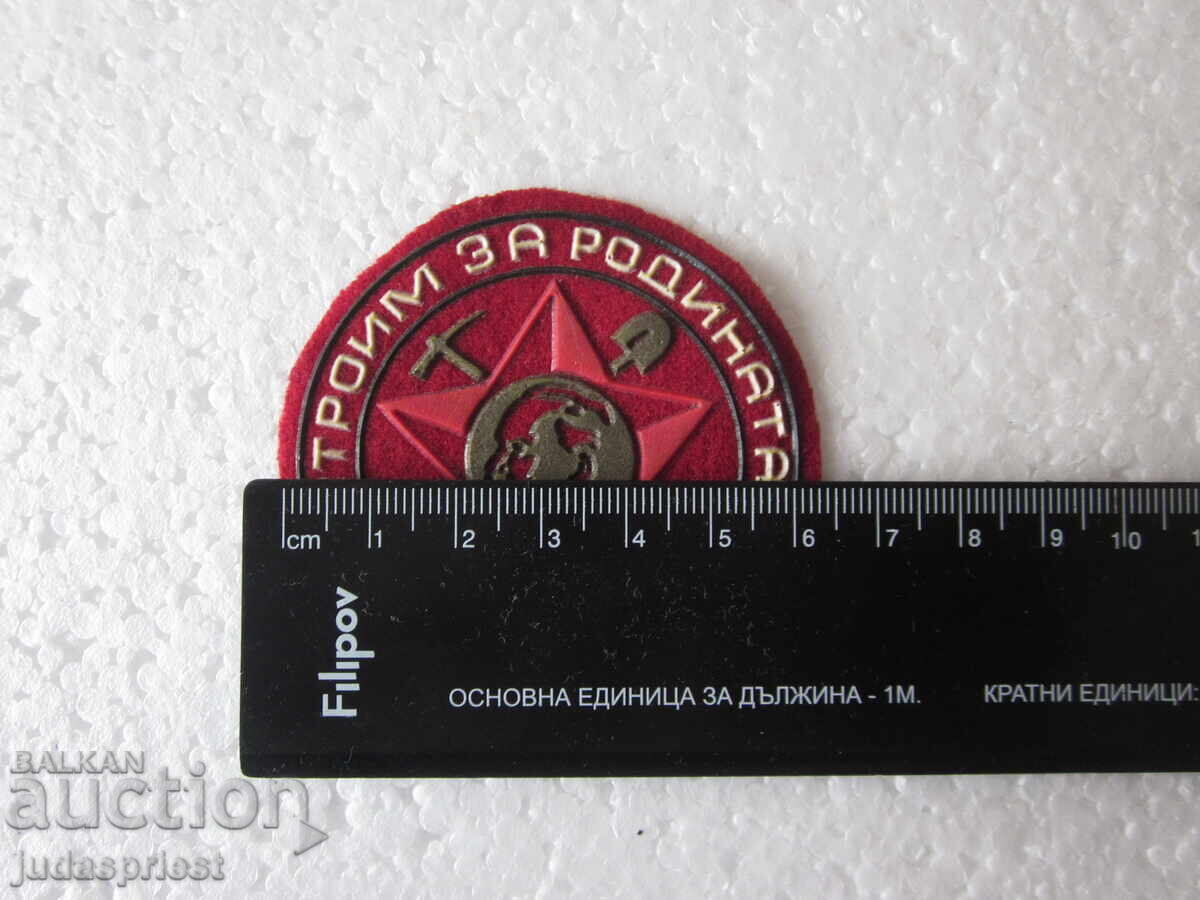 ТРОИМ ЗА РОДИНАТА
cm 1 2 3 4 5 6 7 8 9 10
Filipov
ОСНОВНА ЕДИНИЦА ЗА ДЪЛЖИНА - 1М. КРАТНИ ЕДИНИЦИ:
BALKAN
auction
judaspriest